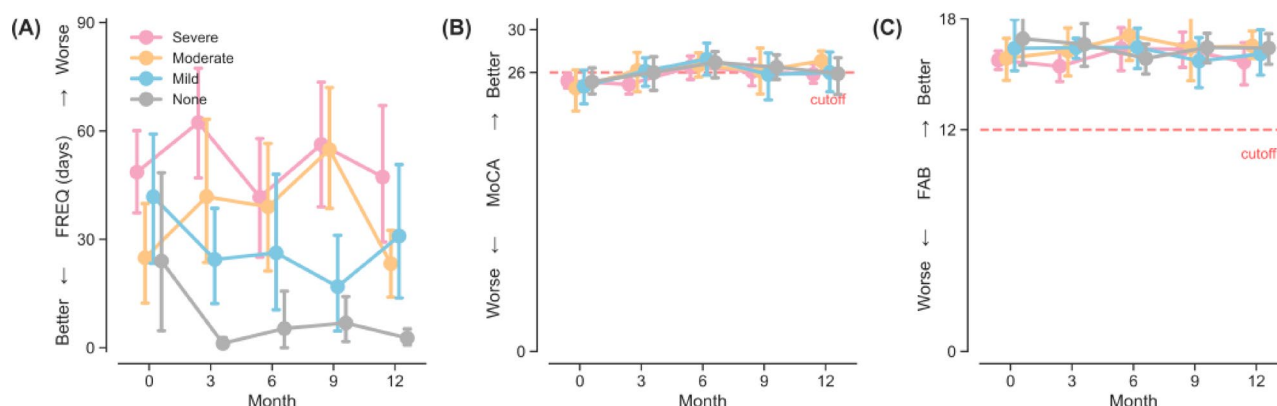 (A)
Better ← FREQ (days) → Worse
90
60
30
0
Severe
Moderate
Mild
None
0 3 6 9 12
Month
(B)
Worse ← MoCA → Better
30
26
0
cutoff
0 3 6 9 12
Month
(C)
Worse ← FAB → Better
18
12
0
cutoff
0 3 6 9 12
Month